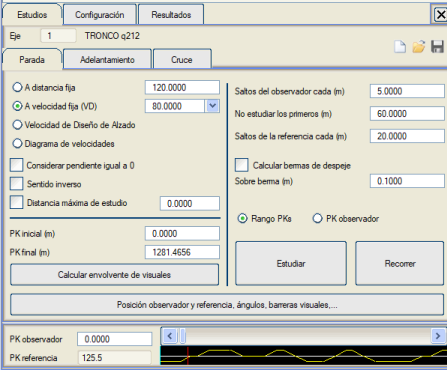 Estudios Configuración Resultados
Eje 1 TRONCO q212
Parada Adelantamiento Cruce
A distancia fija 120.0000
A velocidad fija (VD) 80.0000
Velocidad de Diseño de Alzado
Diagrama de velocidades
Considerar pendiente igual a 0
Sentido inverso
Distancia máxima de estudio 0.0000
PK inicial (m) 0.0000
PK final (m) 1281.4656
Calcular envolvente de visuales
Saltos del observador cada (m) 5.0000
No estudiar los primeros (m) 60.0000
Saltos de la referencia cada (m) 20.0000
Calcular bermas de despeje
Sobre berma (m) 0.1000
Rango PKs PK observador
Estudiar Recorrer
Posición observador y referencia, ángulos, barreras visuales,...
PK observador 0.0000
PK referencia 125.5